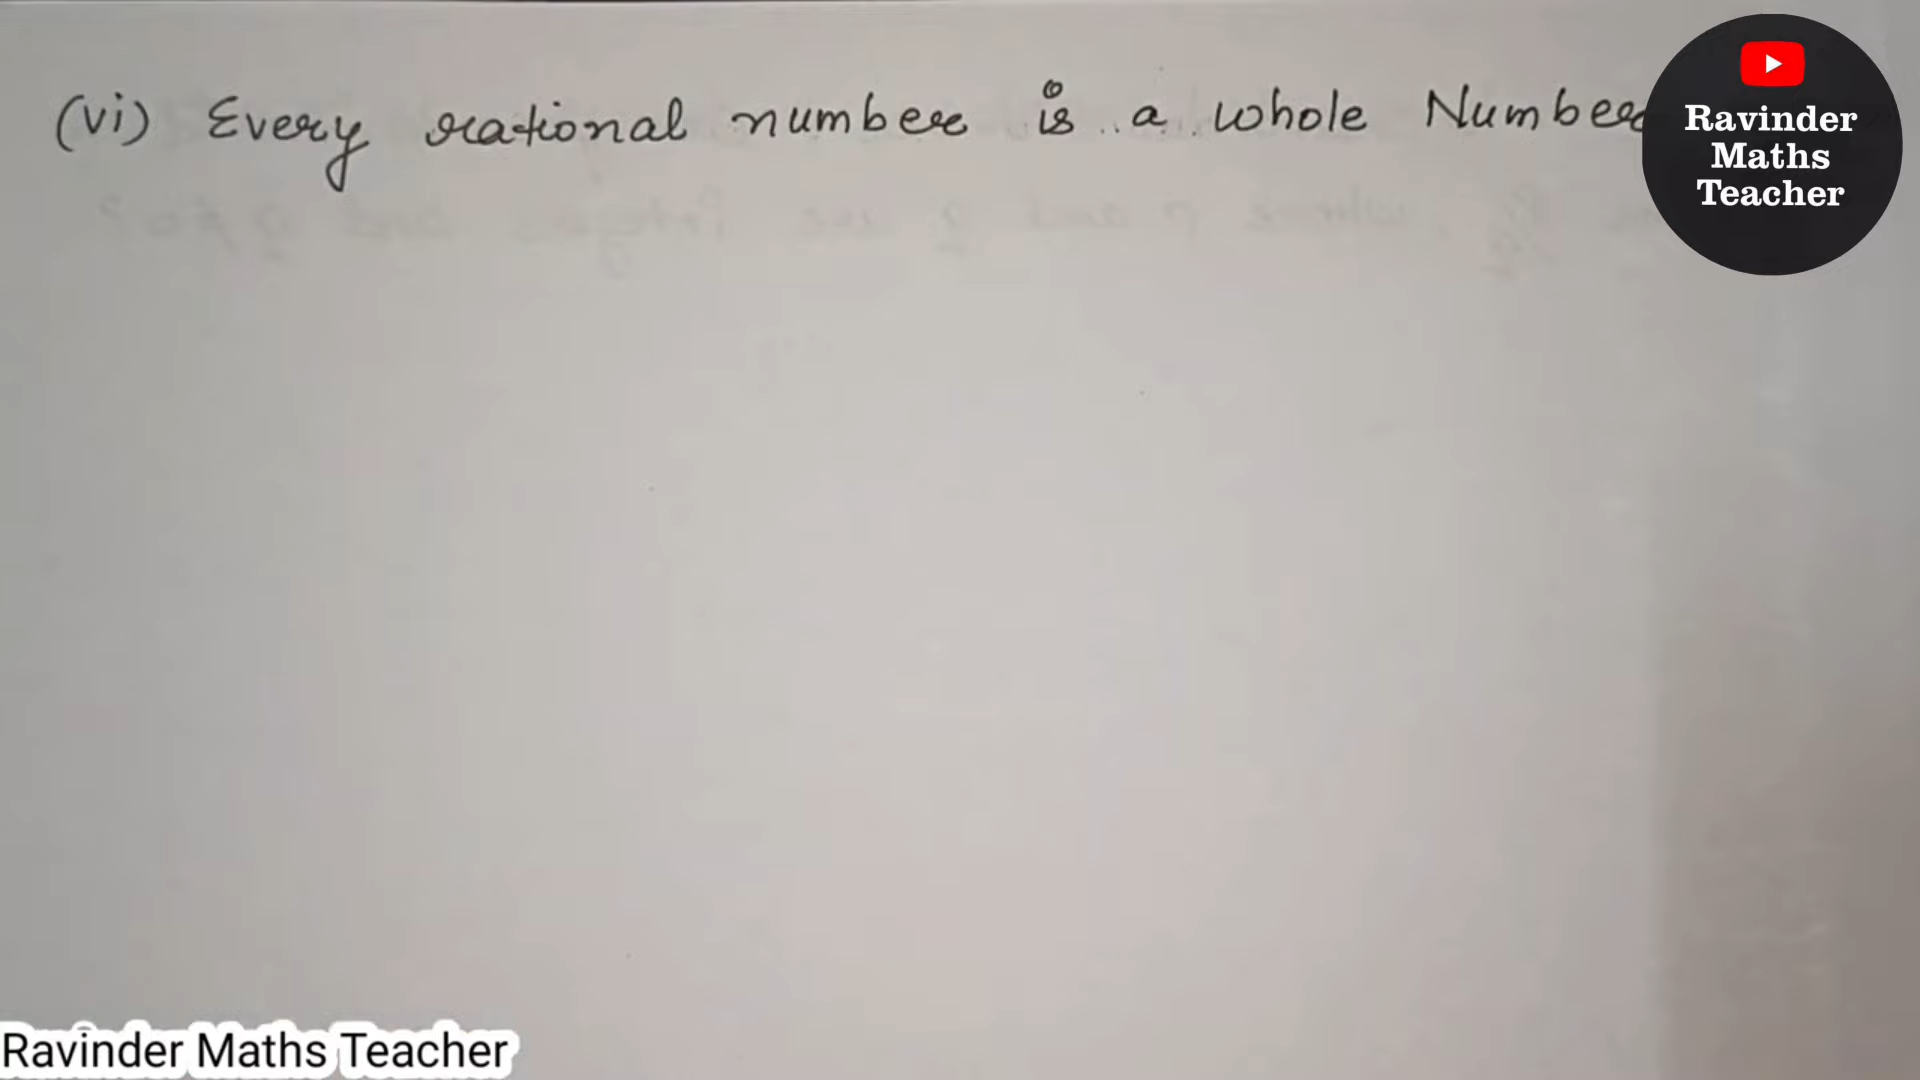 (vi) Every rational number is a whole Number
Ravinder
Maths
Teacher
Ravinder Maths Teacher